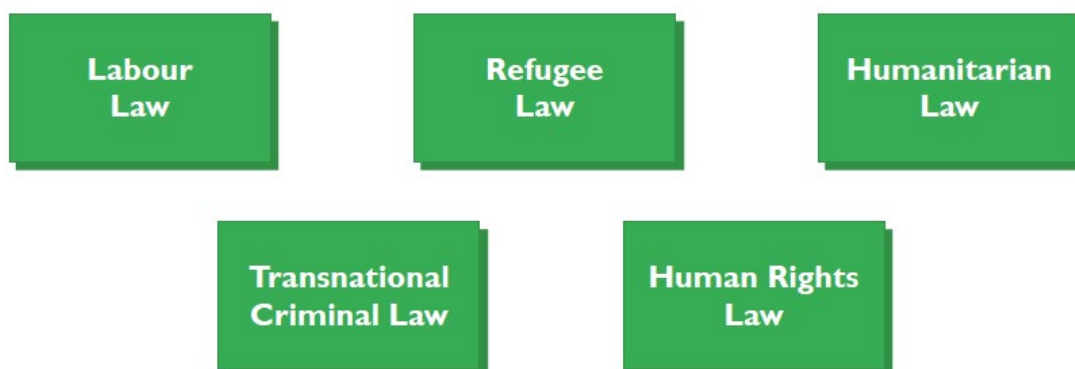 Labour
Law
Refugee
Law
Humanitarian
Law
Transnational
Criminal Law
Human Rights
Law